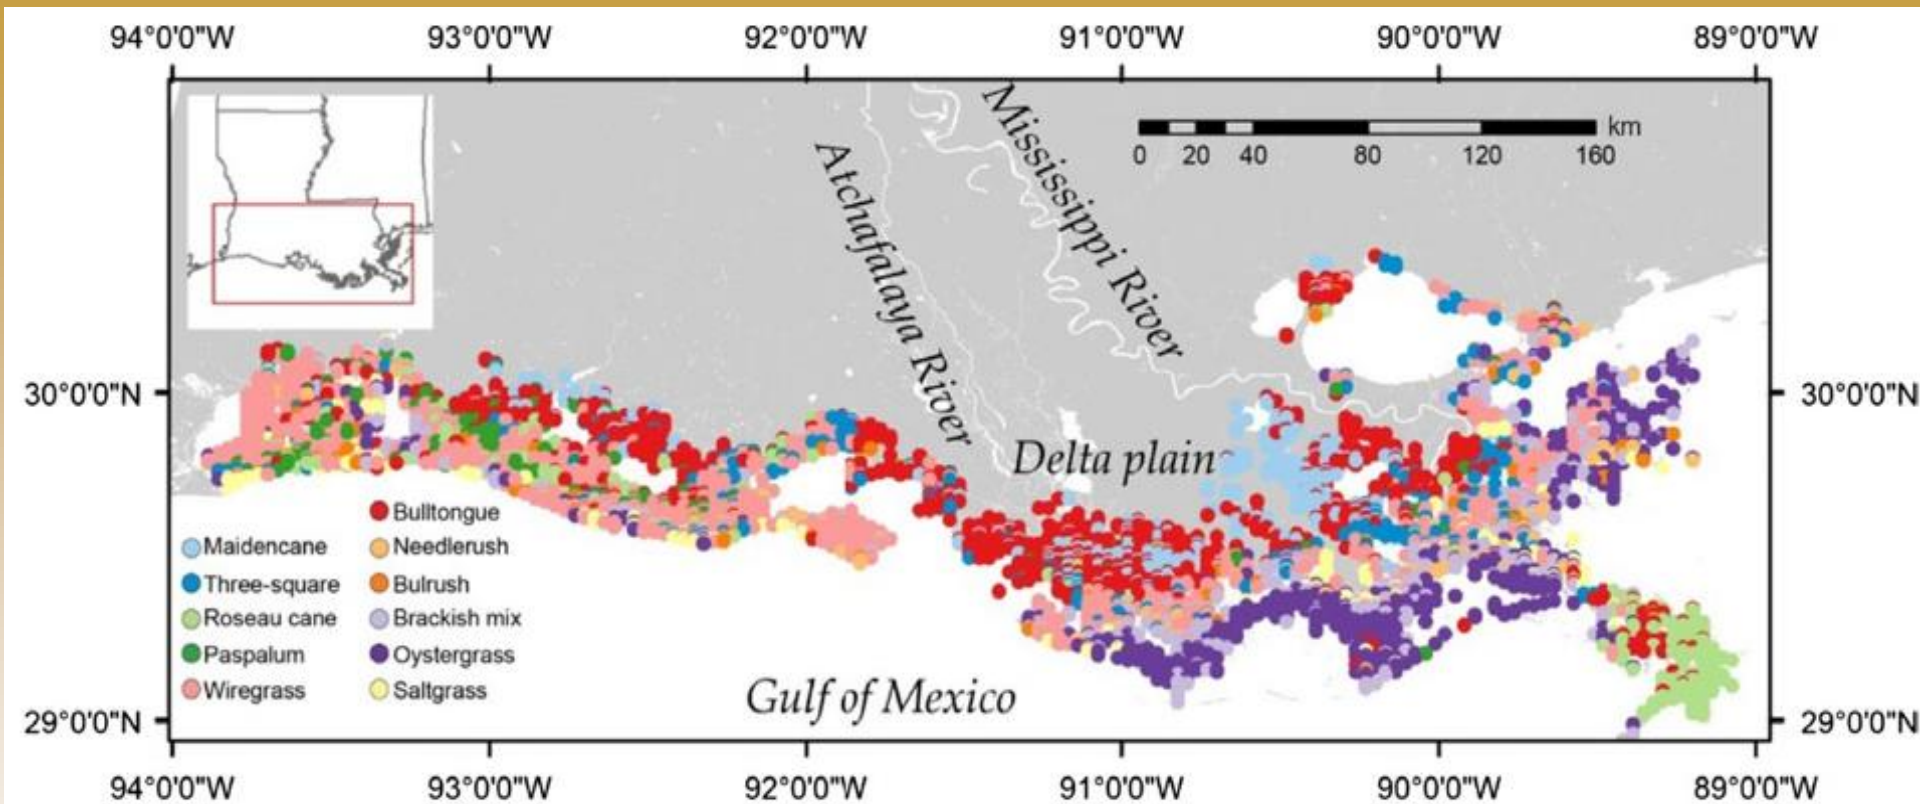 94°0'0"W 93°0'0"W 92°0'0"W 91°0'0"W 90°0'0"W 89°0'0"W
Mississippi River
km
0 20 40 80 120 160
Atchafalaya River
30°0'0"N 30°0'0"N
Delta plain
Bulltongue
Maidencane Needlerush
Three-square Bulrush
Roseau cane Brackish mix
Paspalum Oystergrass
Wiregrass Saltgrass
Gulf of Mexico
29°0'0"N 29°0'0"N
94°0'0"W 93°0'0"W 92°0'0"W 91°0'0"W 90°0'0"W 89°0'0"W